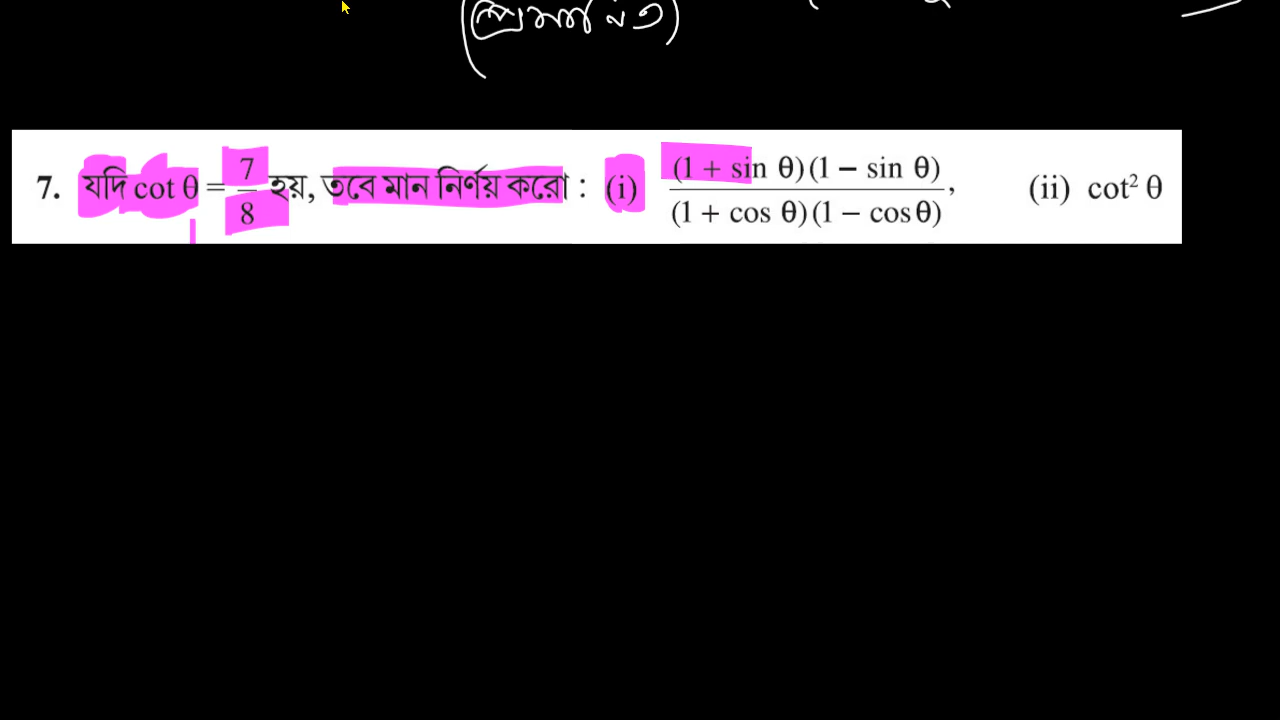 7. যদি cot θ = 7/8 হয়, তবে মান নির্ণয় করো : (i) (1 + sin θ)(1 − sin θ)/(1 + cos θ)(1 − cos θ), (ii) cot² θ